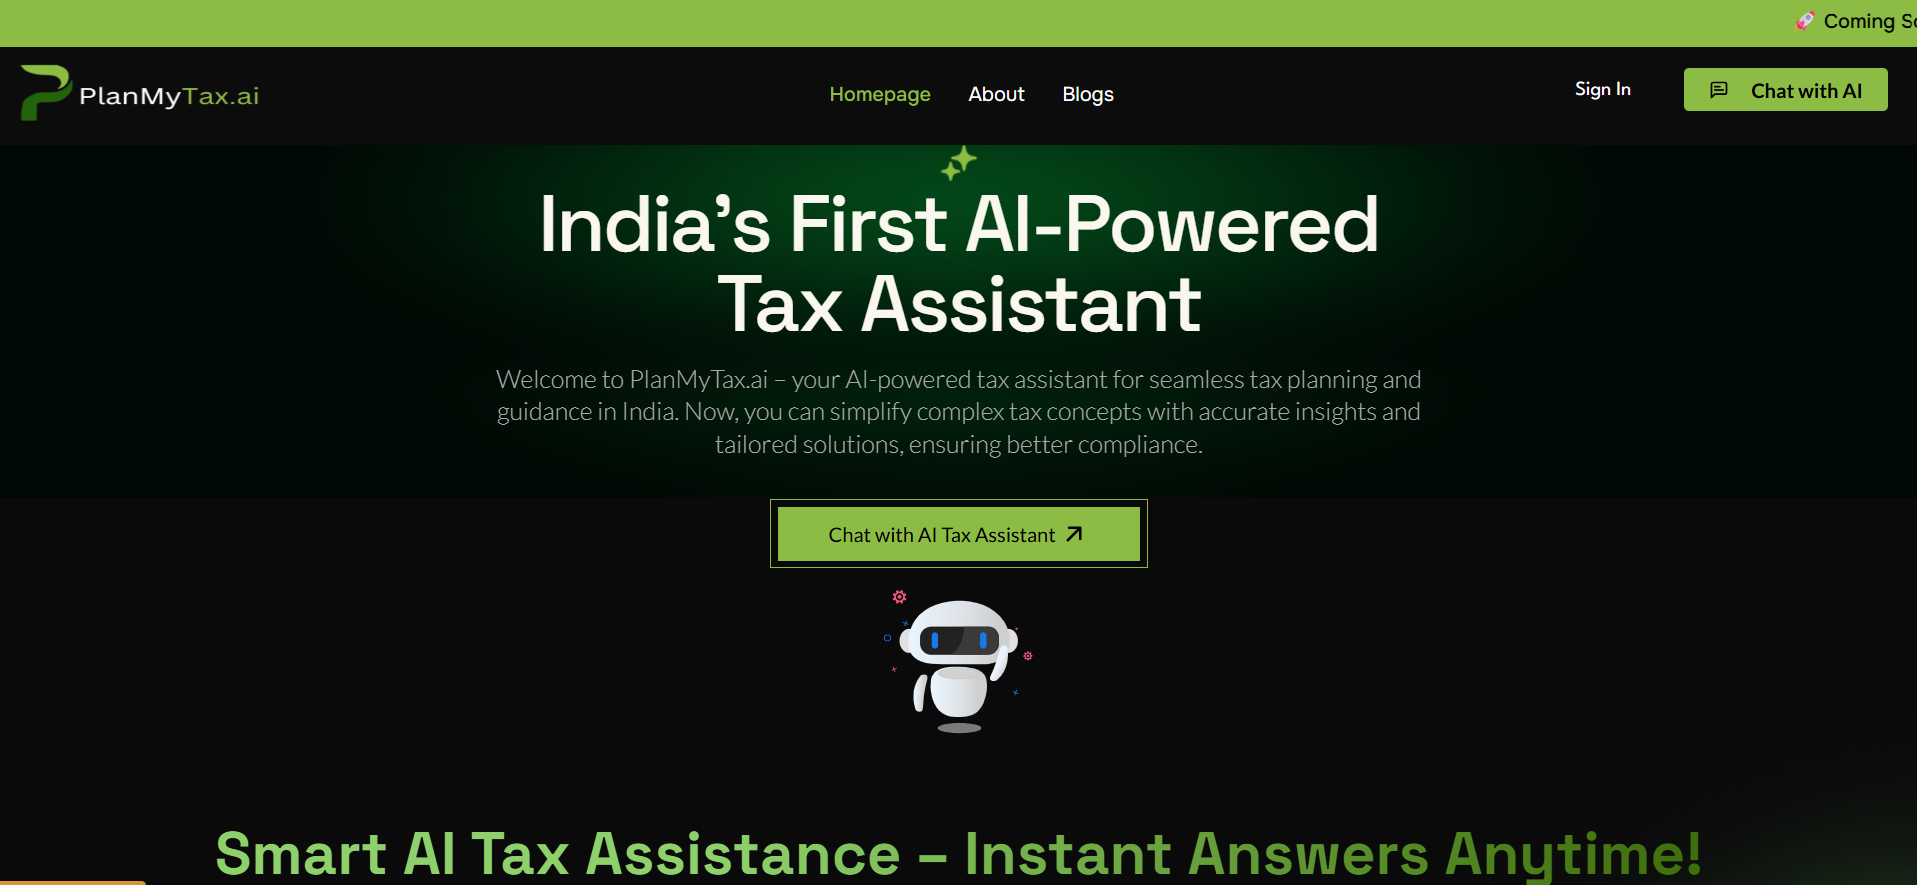 🚀 Coming
PlanMyTax.ai
Homepage About Blogs
Sign In
Chat with AI
India's First AI-Powered
Tax Assistant
Welcome to PlanMyTax.ai – your AI-powered tax assistant for seamless tax planning and
guidance in India. Now, you can simplify complex tax concepts with accurate insights and
tailored solutions, ensuring better compliance.
Chat with AI Tax Assistant
Smart AI Tax Assistance – Instant Answers Anytime!